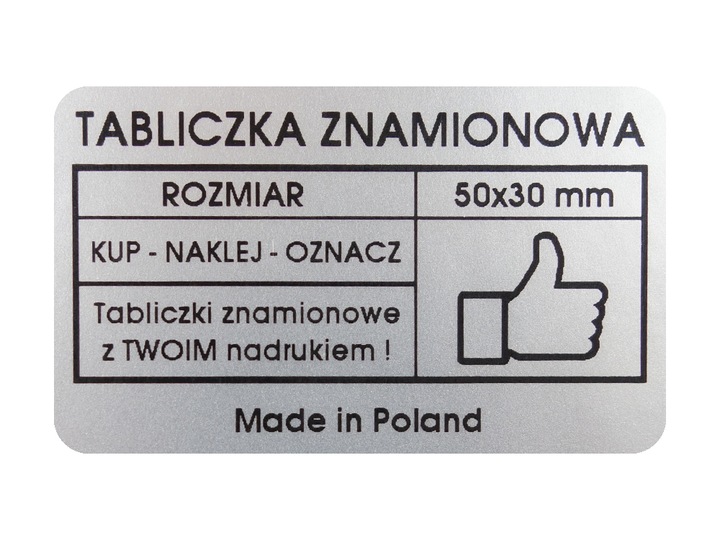 TABLICZKA ZNAMIONOWA
ROZMIAR 50x30 mm
KUP - NAKLEJ - OZNACZ
Tabliczki znamionowe
z TWOIM nadrukiem !
Made in Poland